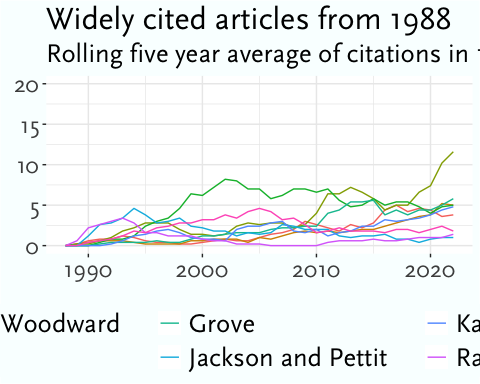 Widely cited articles from 1988
Rolling five year average of citations in
20
15
10
5
0
1990
2000
2010
2020
Woodward
Grove
Jackson and Pettit